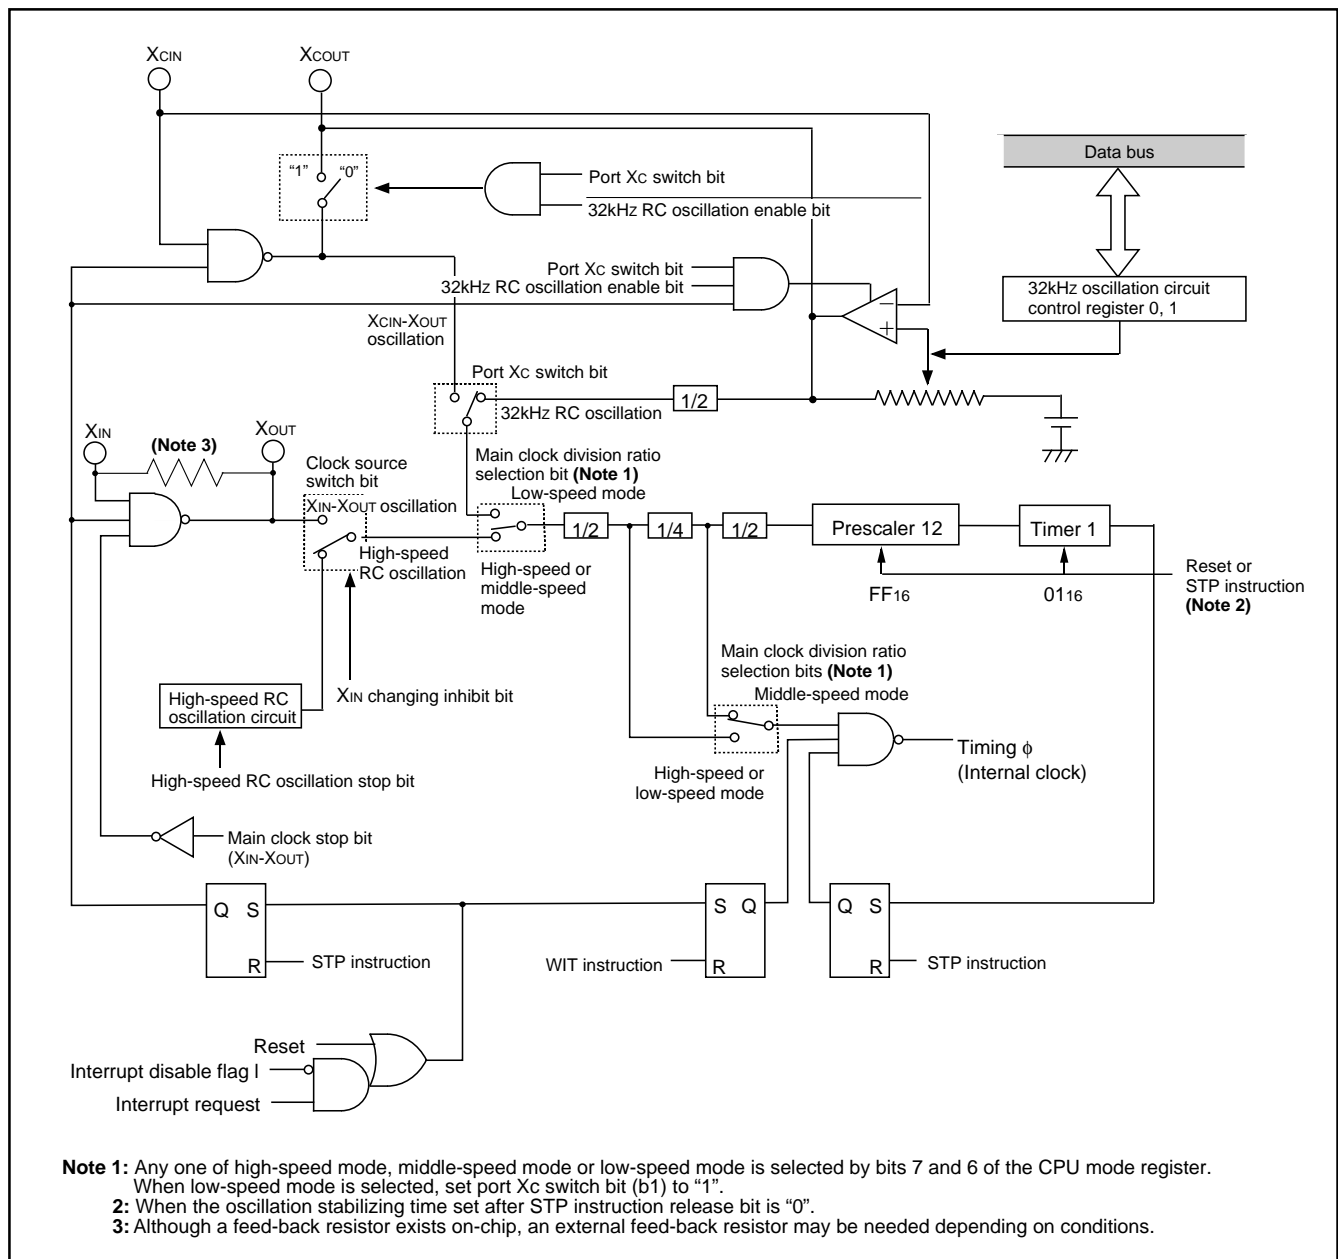 XCIN
XCOUT
Data bus
"1"
"0"
Port XC switch bit
32kHz RC oscillation enable bit
Port XC switch bit
32kHz RC oscillation enable bit
−
+
32kHz oscillation circuit
control register 0, 1
XCIN-XOUT
oscillation
Port XC switch bit
1/2
32kHz RC oscillation
XIN
(Note 3)
XOUT
Clock source
switch bit
XIN-XOUT oscillation
Main clock division ratio
selection bit (Note 1)
Low-speed mode
1/2
1/4
1/2
Prescaler 12
Timer 1
High-speed
RC oscillation
High-speed or
middle-speed
mode
FF16
0116
Reset or
STP instruction
(Note 2)
Main clock division ratio
selection bits (Note 1)
Middle-speed mode
High-speed RC
oscillation circuit
XIN changing inhibit bit
High-speed RC oscillation stop bit
High-speed or
low-speed mode
Timing ϕ
(Internal clock)
Main clock stop bit
(XIN-XOUT)
Q S
R
STP instruction
S Q
R
WIT instruction
Q S
R
STP instruction
Reset
Interrupt disable flag I
Interrupt request
Note 1: Any one of high-speed mode, middle-speed mode or low-speed mode is selected by bits 7 and 6 of the CPU mode register.
When low-speed mode is selected, set port Xc switch bit (b1) to "1".
2: When the oscillation stabilizing time set after STP instruction release bit is "0".
3: Although a feed-back resistor exists on-chip, an external feed-back resistor may be needed depending on conditions.